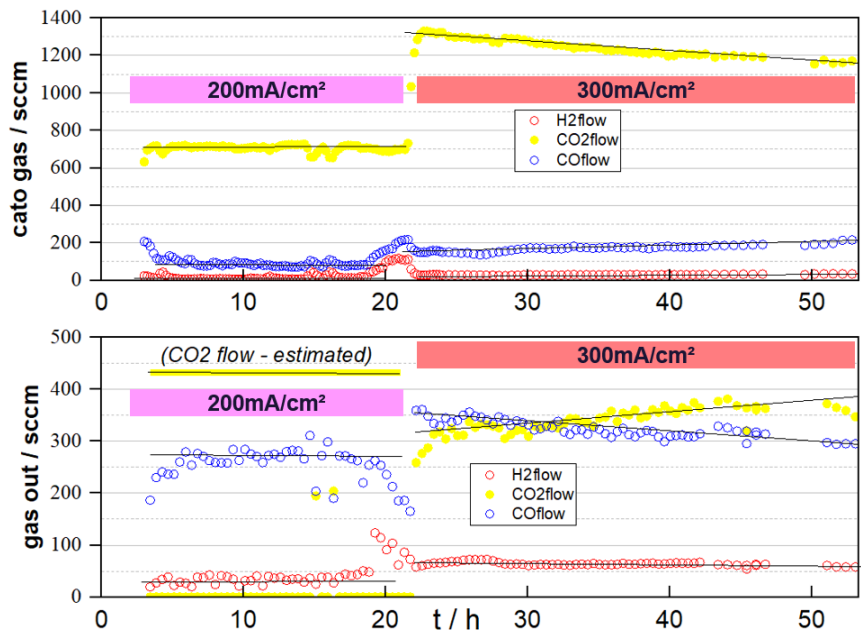 cato gas / sccm
1400
1200
1000
800
600
400
200
0
200mA/cm²
300mA/cm²
H2flow
CO2flow
COflow
0 10 20 30 40 50
gas out / sccm
500
400
300
200
100
0
(CO2 flow - estimated)
300mA/cm²
200mA/cm²
H2flow
CO2flow
COflow
0 10 20 30 40 50
t / h